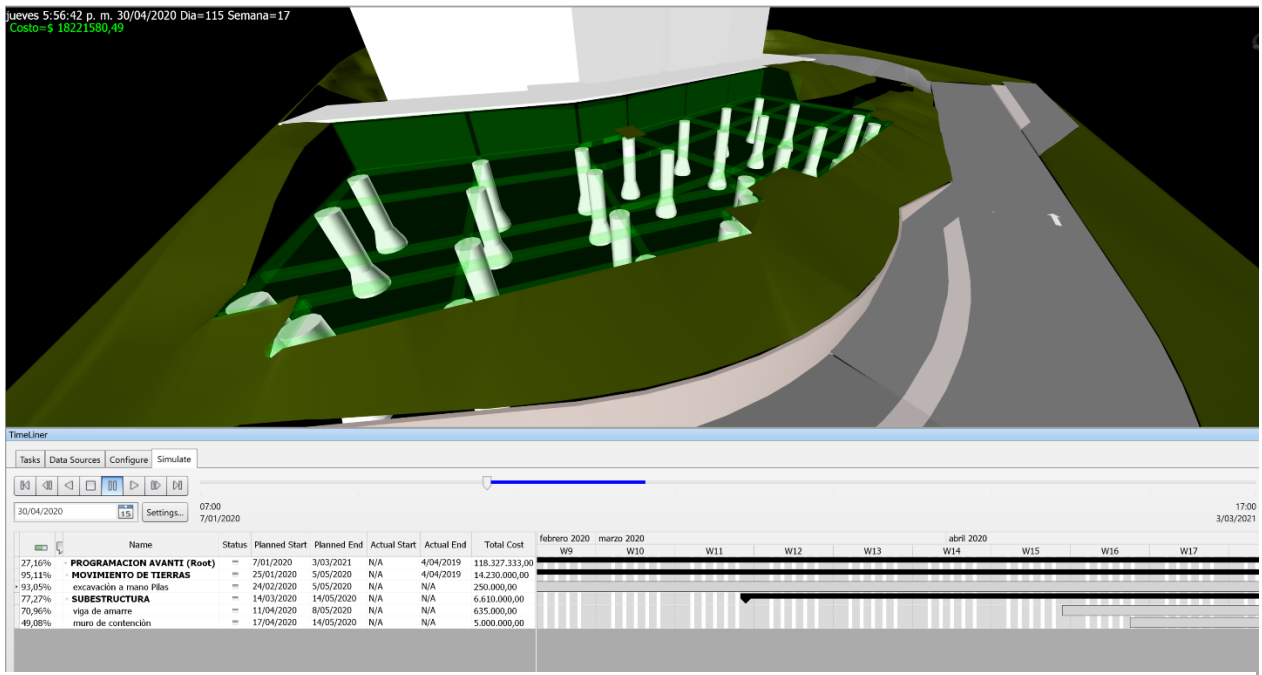 jueves 5:56:42 p. m. 30/04/2020 Dia=115 Semana=17
Costo=$ 18221580,49
TimeLiner
Tasks Data Sources Configure Simulate
30/04/2020 15 Settings... 07:00 17:00
7/01/2020 3/03/2021
febrero 2020 marzo 2020 abril 2020
Name Status Planned Start Planned End Actual Start Actual End Total Cost W9 W10 W11 W12 W13 W14 W15 W16 W17
27,16% PROGRAMACION AVANTI (Root) = 7/01/2020 3/03/2021 N/A 4/04/2019 118.327.333,00
95,11% MOVIMIENTO DE TIERRAS = 25/01/2020 5/05/2020 N/A 4/04/2019 14.230.000,00
93,05% excavación a mano Pilas = 24/02/2020 5/05/2020 N/A N/A 250.000,00
77,27% SUBESTRUCTURA = 14/03/2020 14/05/2020 N/A N/A 6.610.000,00
70,96% viga de amarre = 11/04/2020 8/05/2020 N/A N/A 635.000,00
49,08% muro de contención = 17/04/2020 14/05/2020 N/A N/A 5.000.000,00